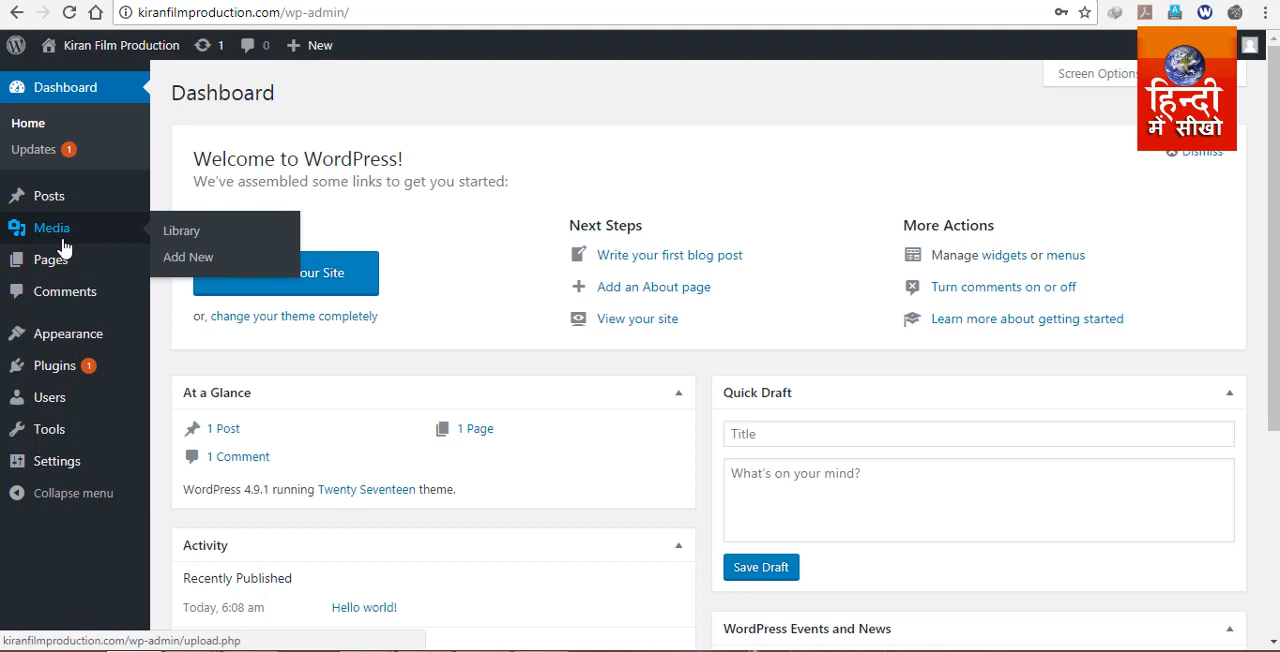 kiranfilmproduction.com/wp-admin/
Kiran Film Production 1 0 New
Screen Options
हिन्दी
में सीखो
Dashboard
Home
Updates 1
Posts
Media
Library
Add New
Pages
Comments
Appearance
Plugins 1
Users
Tools
Settings
Collapse menu
Dashboard
Dismiss
Welcome to WordPress!
We've assembled some links to get you started:
our Site
or, change your theme completely
Next Steps
Write your first blog post
Add an About page
View your site
More Actions
Manage widgets or menus
Turn comments on or off
Learn more about getting started
At a Glance
1 Post
1 Page
1 Comment
WordPress 4.9.1 running Twenty Seventeen theme.
Activity
Recently Published
Today, 6:08 am Hello world!
Quick Draft
Title
What's on your mind?
Save Draft
WordPress Events and News
kiranfilmproduction.com/wp-admin/upload.php